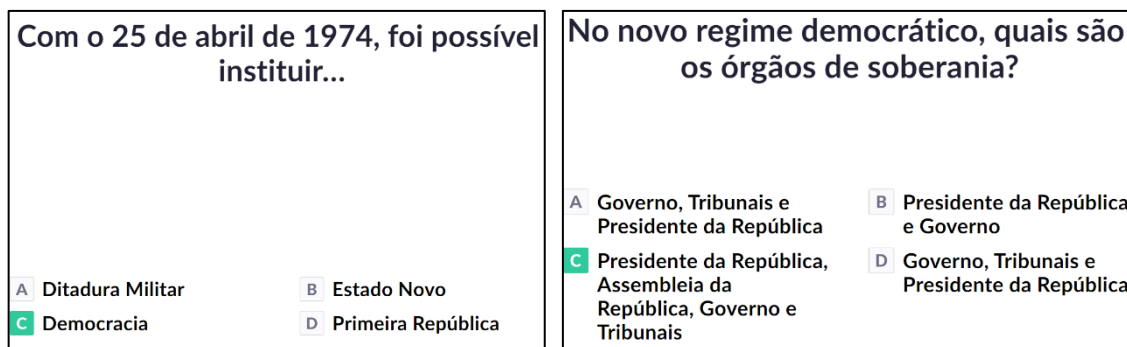 Com o 25 de abril de 1974, foi possível
instituir...
A Ditadura Militar
B Estado Novo
C Democracia
D Primeira República
No novo regime democrático, quais são
os órgãos de soberania?
A Governo, Tribunais e
Presidente da República
B Presidente da República
e Governo
C Presidente da República,
Assembleia da
República, Governo e
Tribunais
D Governo, Tribunais e
Presidente da República